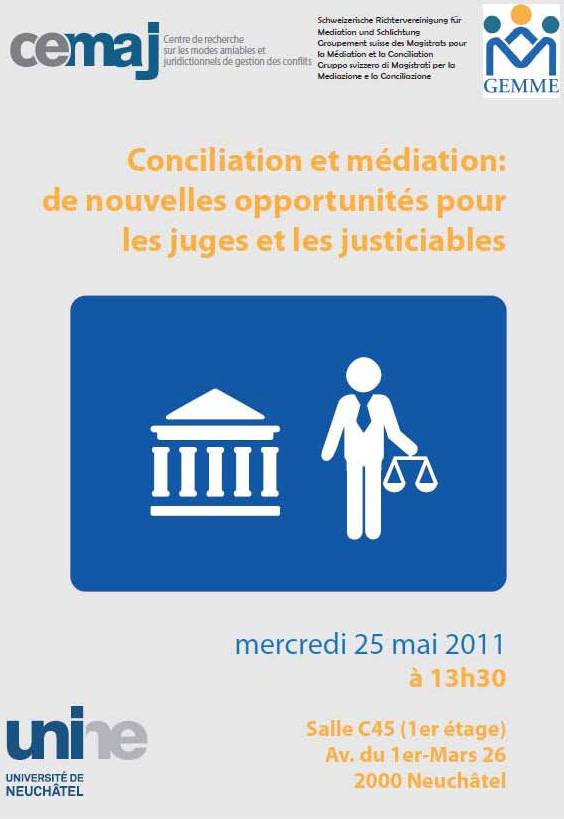 cemaj
Centre de recherche
sur les modes amiables et
juridictionnels de gestion des conflits
Schweizerische Richtervereinigung für
Mediation und Schlichtung
Groupement suisse des Magistrats pour
la Médiation et la Conciliation
Gruppo svizzero di Magistrati per la
Mediazione e la Conciliazione
GEMME
Conciliation et médiation:
de nouvelles opportunités pour
les juges et les justiciables
mercredi 25 mai 2011
à 13h30
Salle C45 (1er étage)
Av. du 1er-Mars 26
2000 Neuchâtel
unine
UNIVERSITÉ DE
NEUCHÂTEL